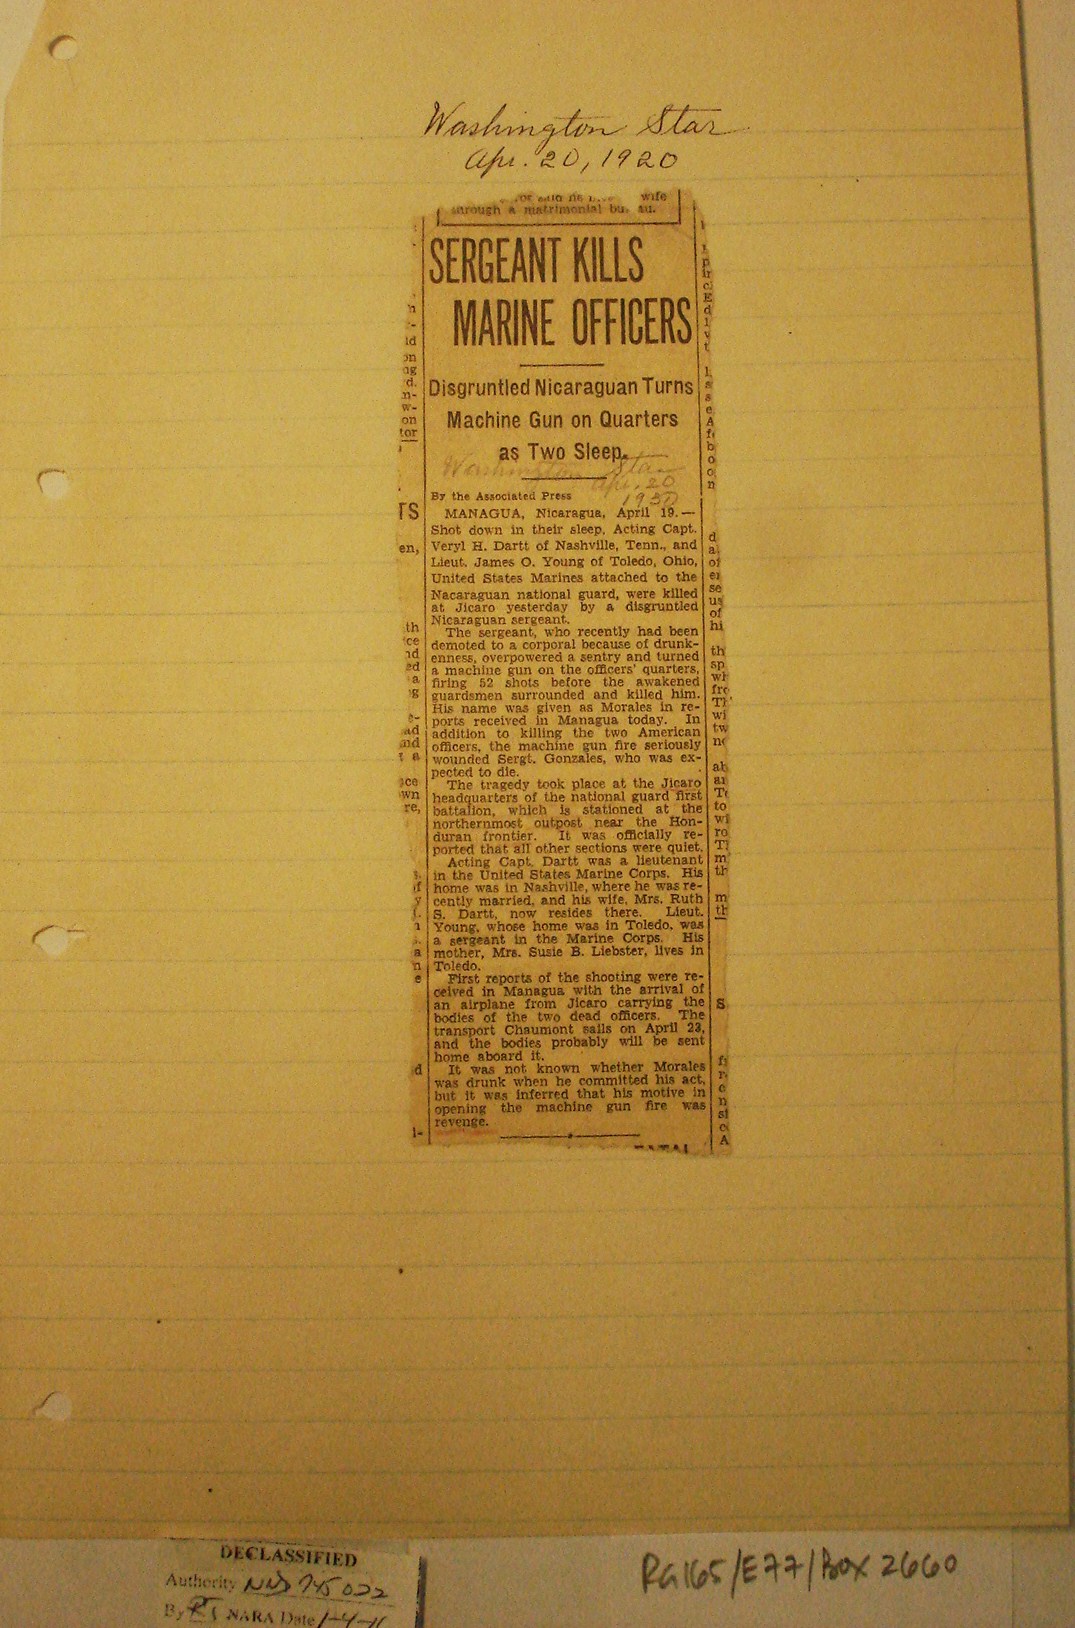 Washington Star
Apr. 20, 1920
wife
through a matrimonial
SERGEANT KILLS
MARINE OFFICERS
Disgruntled Nicaraguan Turns
Machine Gun on Quarters
as Two Sleep.
Washington Star
Apr. 20
1930
By the Associated Press
MANAGUA, Nicaragua, April 19.—
Shot down in their sleep, Acting Capt.
Veryl H. Dartt of Nashville, Tenn., and
Lieut. James O. Young of Toledo, Ohio,
United States Marines attached to the
Nacaraguan national guard, were killed
at Jicaro yesterday by a disgruntled
Nicaraguan sergeant.
The sergeant, who recently had been
demoted to a corporal because of drunk-
enness, overpowered a sentry and turned
a machine gun on the officers' quarters,
firing 52 shots before the awakened
guardsmen surrounded and killed him.
His name was given as Morales in re-
ports received in Managua today. In
addition to killing the two American
officers, the machine gun fire seriously
wounded Sergt. Gonzales, who was ex-
pected to die.
The tragedy took place at the Jicaro
headquarters of the national guard first
battalion, which is stationed at the
northernmost outpost near the Hon-
duran frontier. It was officially re-
ported that all other sections were quiet.
Acting Capt. Dartt was a lieutenant
in the United States Marine Corps. His
home was in Nashville, where he was re-
cently married, and his wife, Mrs. Ruth
S. Dartt, now resides there. Lieut.
Young, whose home was in Toledo, was
a sergeant in the Marine Corps. His
mother, Mrs. Susie B. Liebster, lives in
Toledo.
First reports of the shooting were re-
ceived in Managua with the arrival of
an airplane from Jicaro carrying the
bodies of the two dead officers. The
transport Chaumont sails on April 23,
and the bodies probably will be sent
home aboard it.
It was not known whether Morales
was drunk when he committed his act,
but it was inferred that his motive in
opening the machine gun fire was
revenge.
DECLASSIFIED
Authority NND 745022
By RT NARA Date 1-4-11
RG165/E77/Box 2660